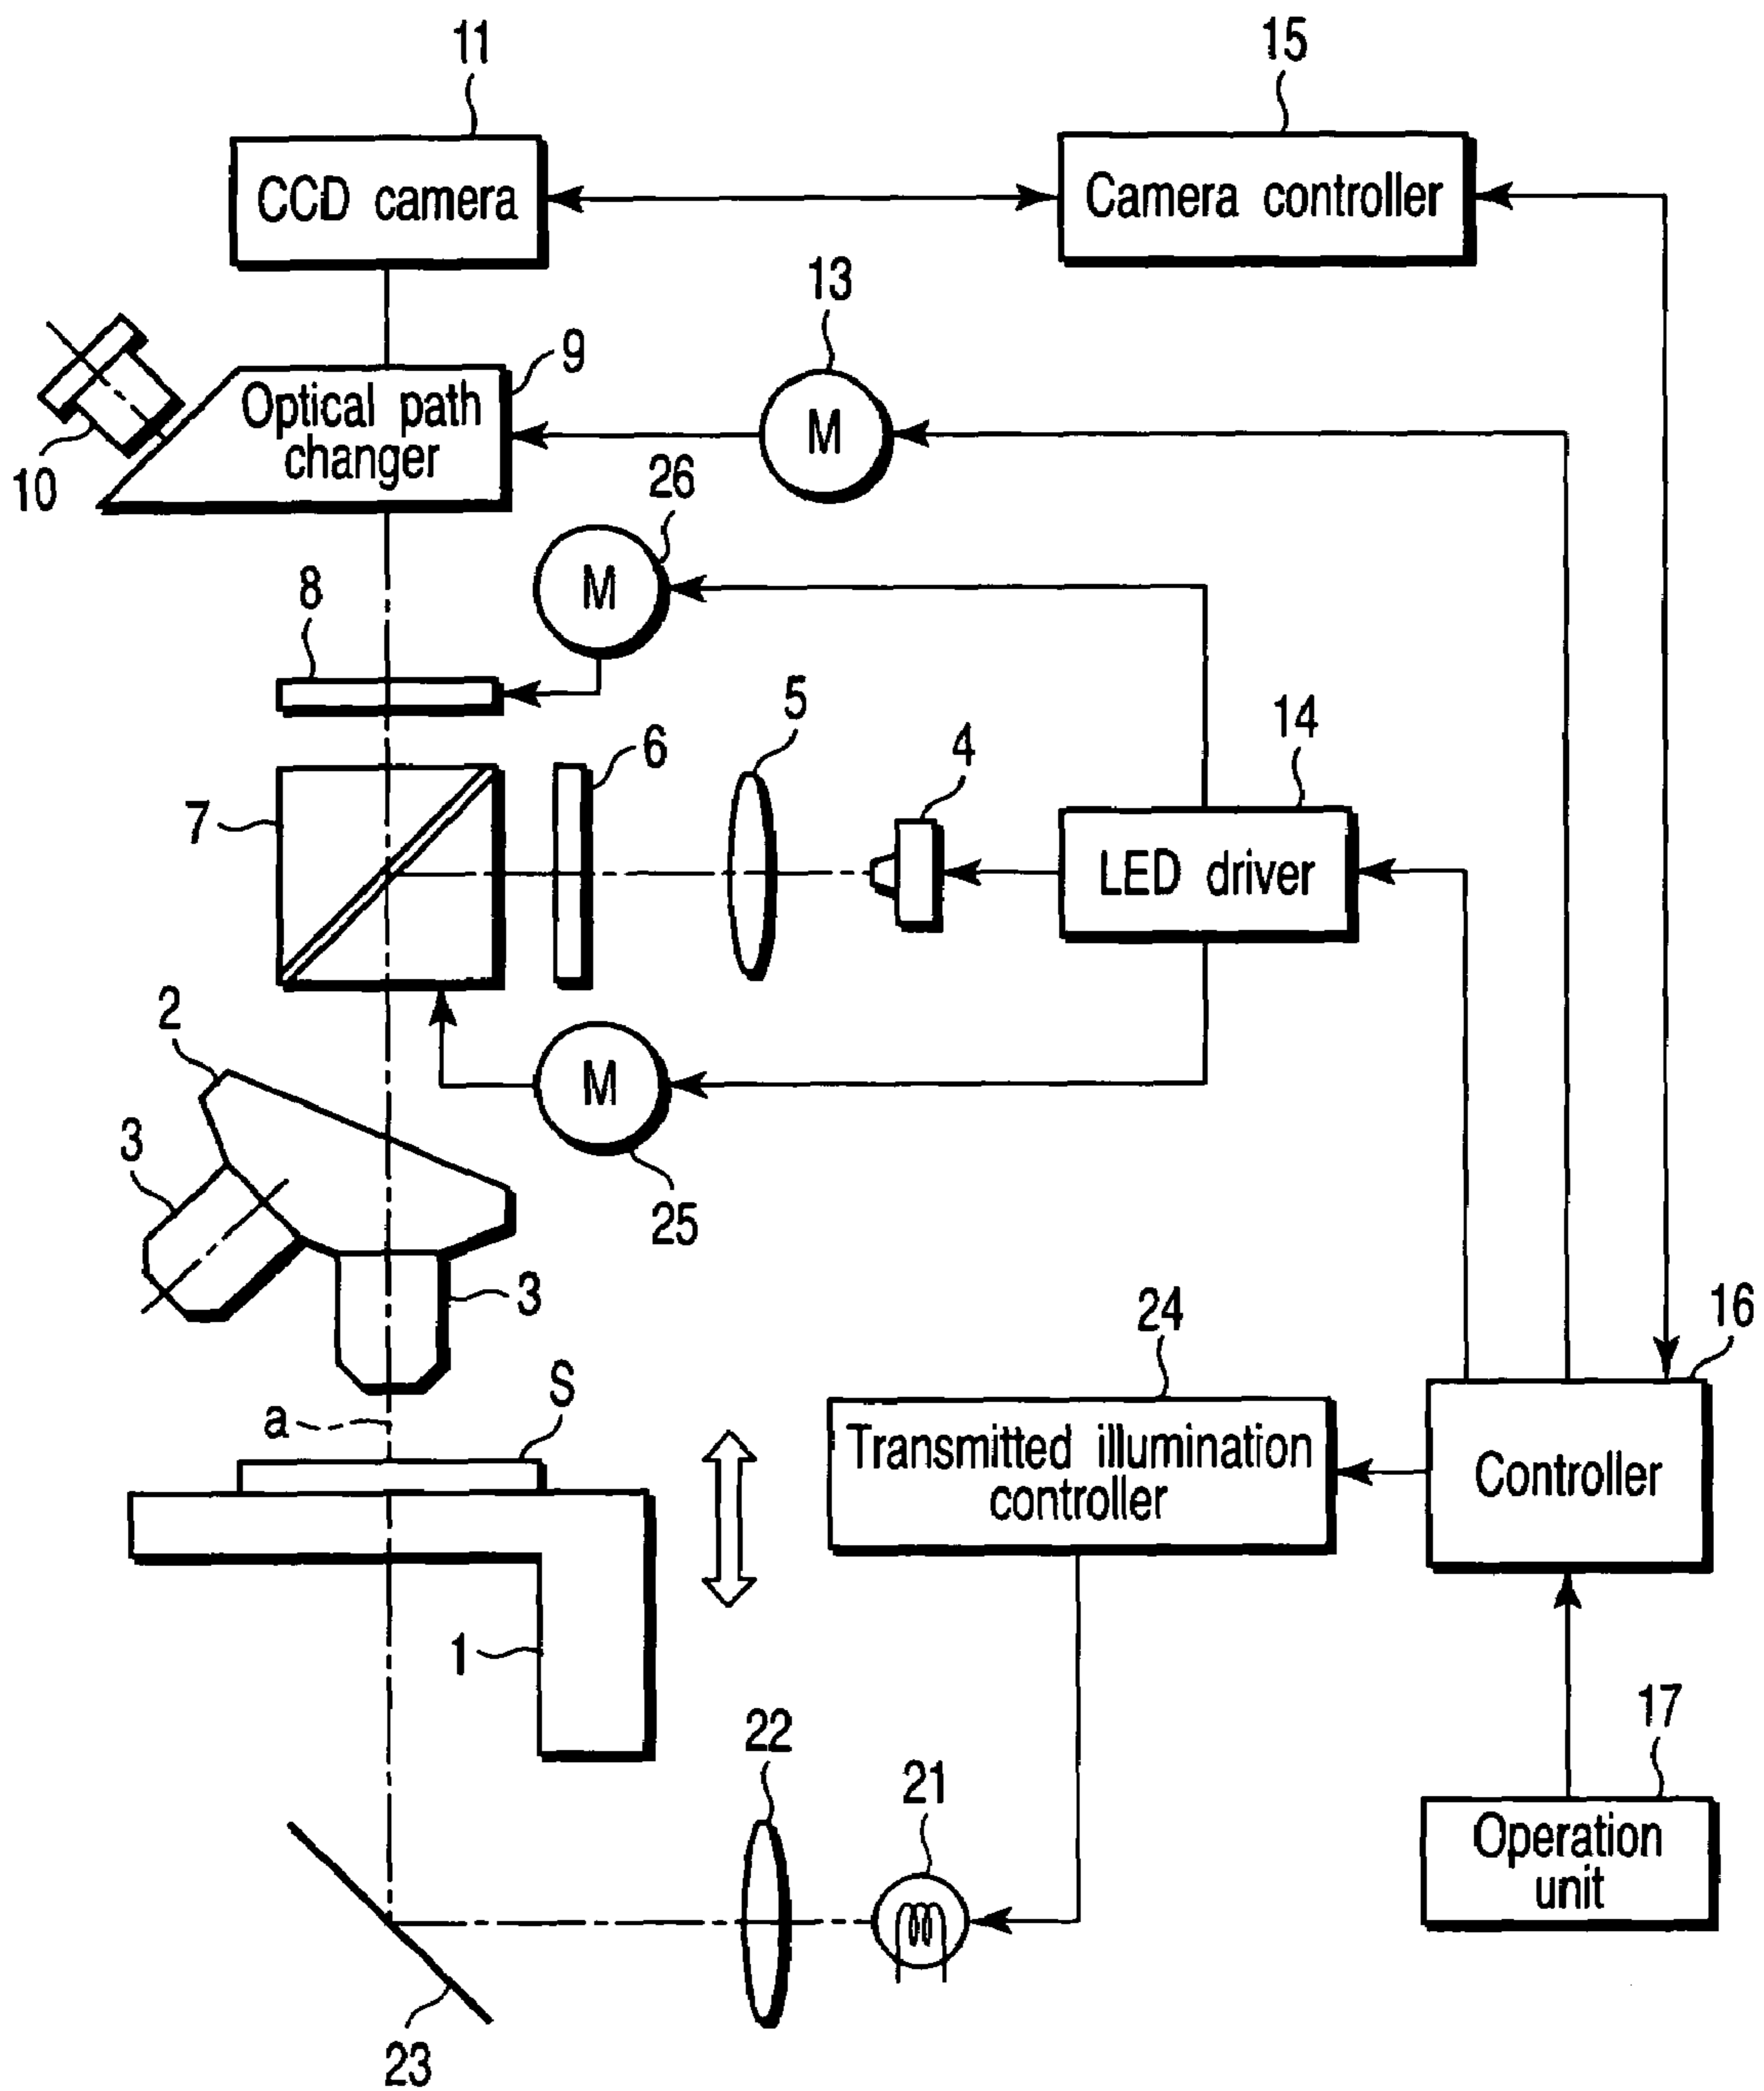 11
15
CCD camera
Camera controller
13
9
Optical path
changer
M
10
26
M
8
5
6
4
14
7
LED driver
2
M
3
25
3
24
16
S
a
Transmitted illumination
controller
Controller
1
17
22
21
Operation
unit
23